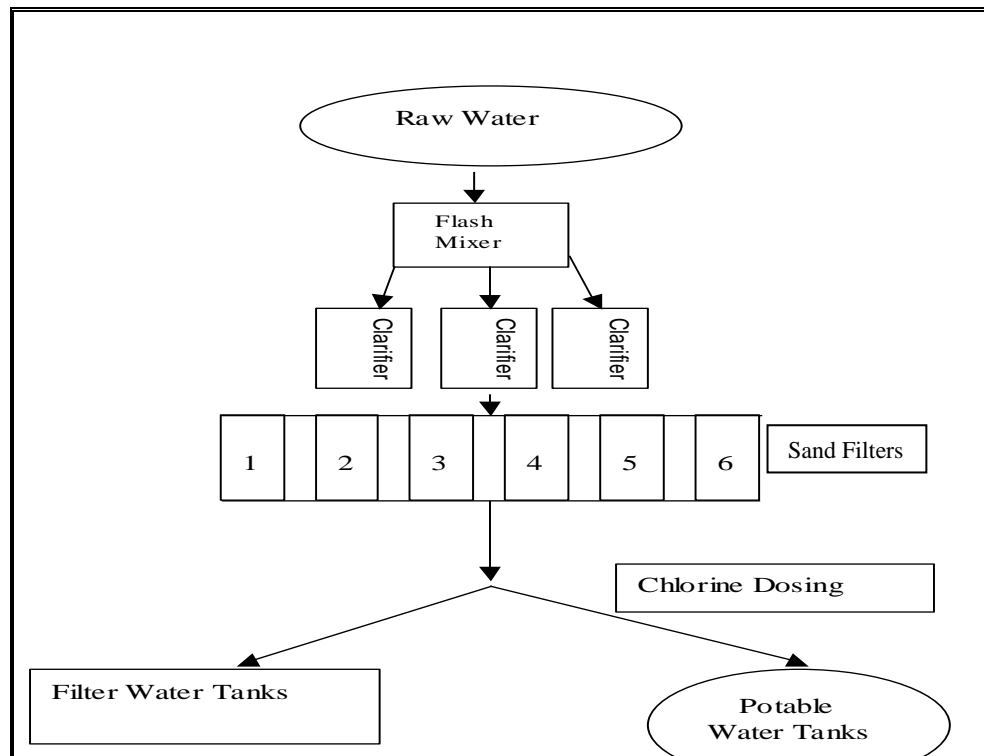 Raw Water
Flash
Mixer
Clarifier
Clarifier
Clarifier
1
2
3
4
5
6
Sand Filters
Chlorine Dosing
Filter Water Tanks
Potable
Water Tanks